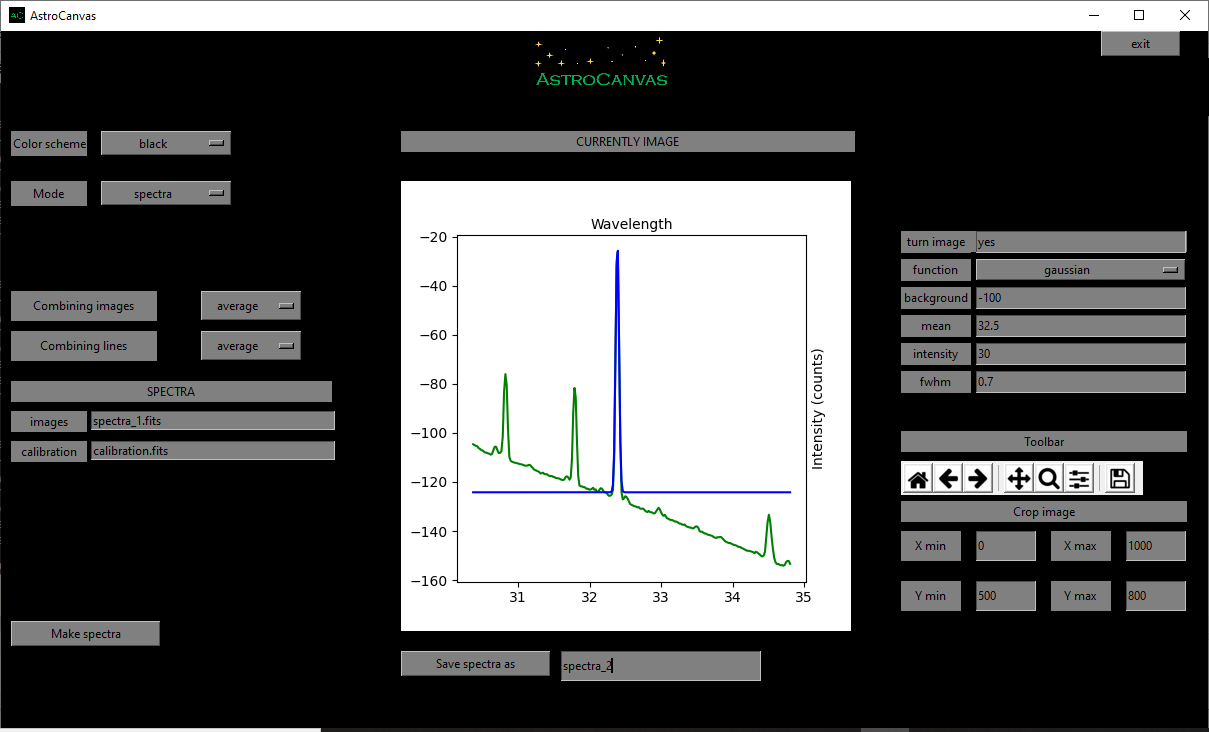 AstroCanvas
exit
ASTROCANVAS
Color scheme black
Mode spectra
CURRENTLY IMAGE
Combining images average
Combining lines average
SPECTRA
images spectra_1.fits
calibration calibration.fits
Make spectra
Wavelength
−20
−40
−60
−80
−100
−120
−140
−160
31 32 33 34 35
Intensity (counts)
Save spectra as spectra_2
turn image yes
function gaussian
background -100
mean 32.5
intensity 30
fwhm 0.7
Toolbar
Crop image
X min 0 X max 1000
Y min 500 Y max 800